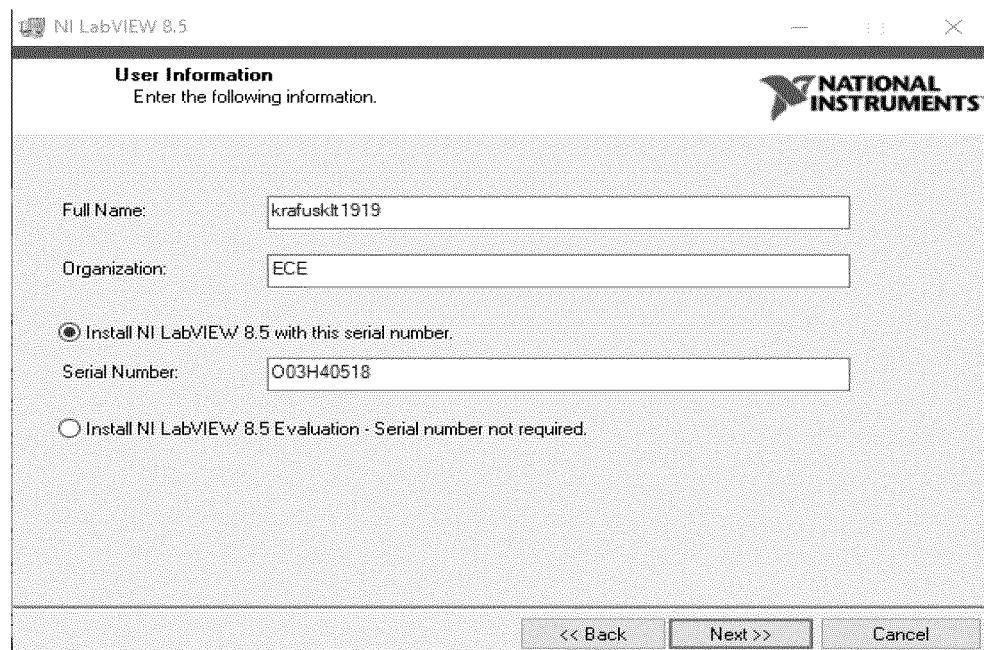 NI LabVIEW 8.5
User Information
Enter the following information.
NATIONAL
INSTRUMENTS
Full Name:
krafusklt1919
Organization:
ECE
Install NI LabVIEW 8.5 with this serial number.
Serial Number:
O03H40518
Install NI LabVIEW 8.5 Evaluation - Serial number not required.
<< Back
Next >>
Cancel